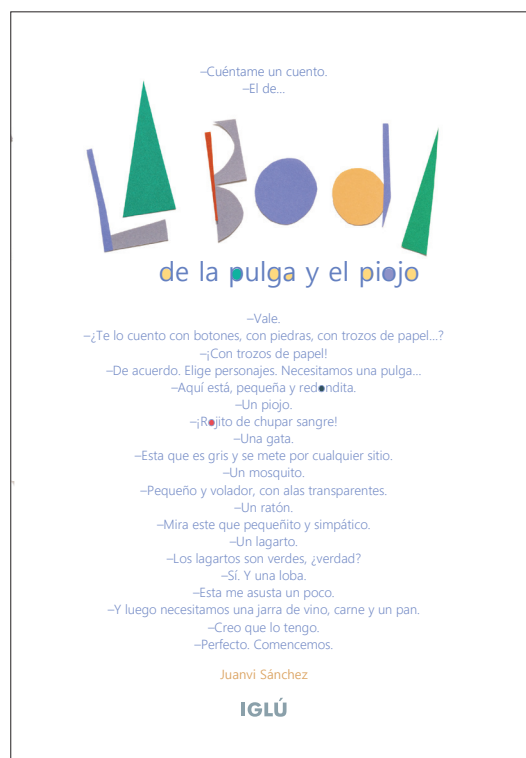 –Cuéntame un cuento.
–El de...
LA BodA
de la pulga y el piojo
–Vale.
–¿Te lo cuento con botones, con piedras, con trozos de papel...?
–¡Con trozos de papel!
–De acuerdo. Elige personajes. Necesitamos una pulga...
–Aquí está, pequeña y redondita.
–Un piojo.
–¡Rojito de chupar sangre!
–Una gata.
–Esta que es gris y se mete por cualquier sitio.
–Un mosquito.
–Pequeño y volador, con alas transparentes.
–Un ratón.
–Mira este que pequeñito y simpático.
–Un lagarto.
–Los lagartos son verdes, ¿verdad?
–Sí. Y una loba.
–Esta me asusta un poco.
–Y luego necesitamos una jarra de vino, carne y un pan.
–Creo que lo tengo.
–Perfecto. Comencemos.
Juanvi Sánchez
IGLÚ